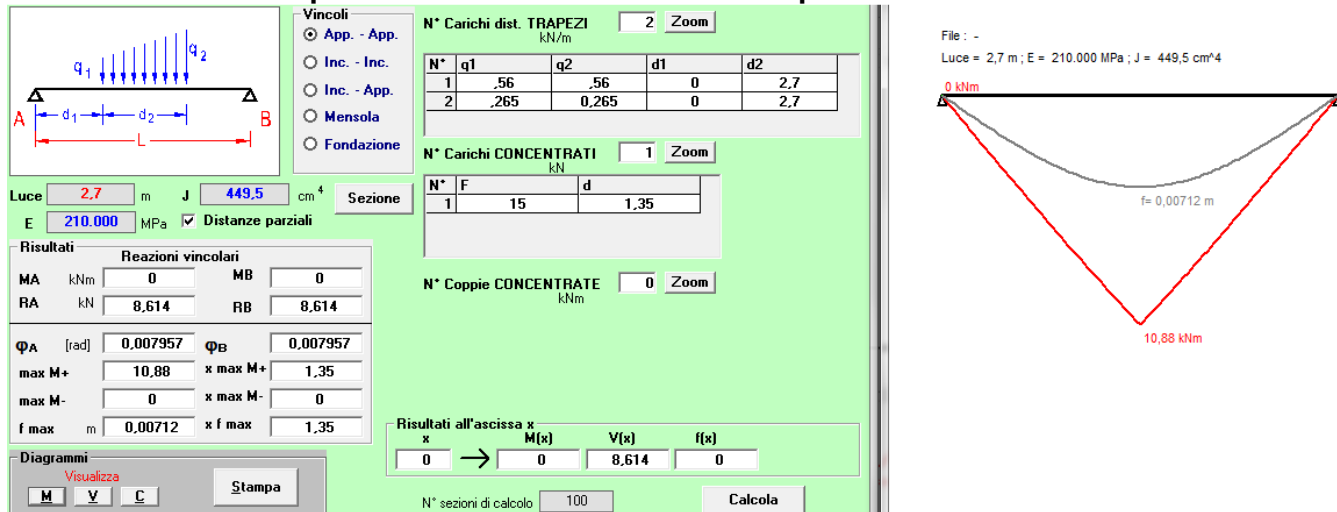 Vincoli
App. - App.
Inc. - Inc.
Inc. - App.
Mensola
Fondazione
q1
q2
A
d1
d2
B
L
N° Carichi dist. TRAPEZI 2 Zoom
kN/m
N° q1 q2 d1 d2
1 ,56 ,56 0 2,7
2 ,265 0,265 0 2,7
N° Carichi CONCENTRATI 1 Zoom
kN
N° F d
1 15 1,35
N° Coppie CONCENTRATE 0 Zoom
kNm
Luce 2,7 m J 449,5 cm^4 Sezione
E 210.000 MPa Distanze parziali
Risultati
Reazioni vincolari
MA kNm 0 MB 0
RA kN 8,614 RB 8,614
φA [rad] 0,007957 φB 0,007957
max M+ 10,88 x max M+ 1,35
max M- 0 x max M- 0
f max m 0,00712 x f max 1,35
Diagrammi
Visualizza
M V C Stampa
Risultati all'ascissa x
x M(x) V(x) f(x)
0 0 8,614 0
N° sezioni di calcolo 100 Calcola
File : -
Luce = 2,7 m ; E = 210.000 MPa ; J = 449,5 cm^4
0 kNm
f= 0,00712 m
10,88 kNm